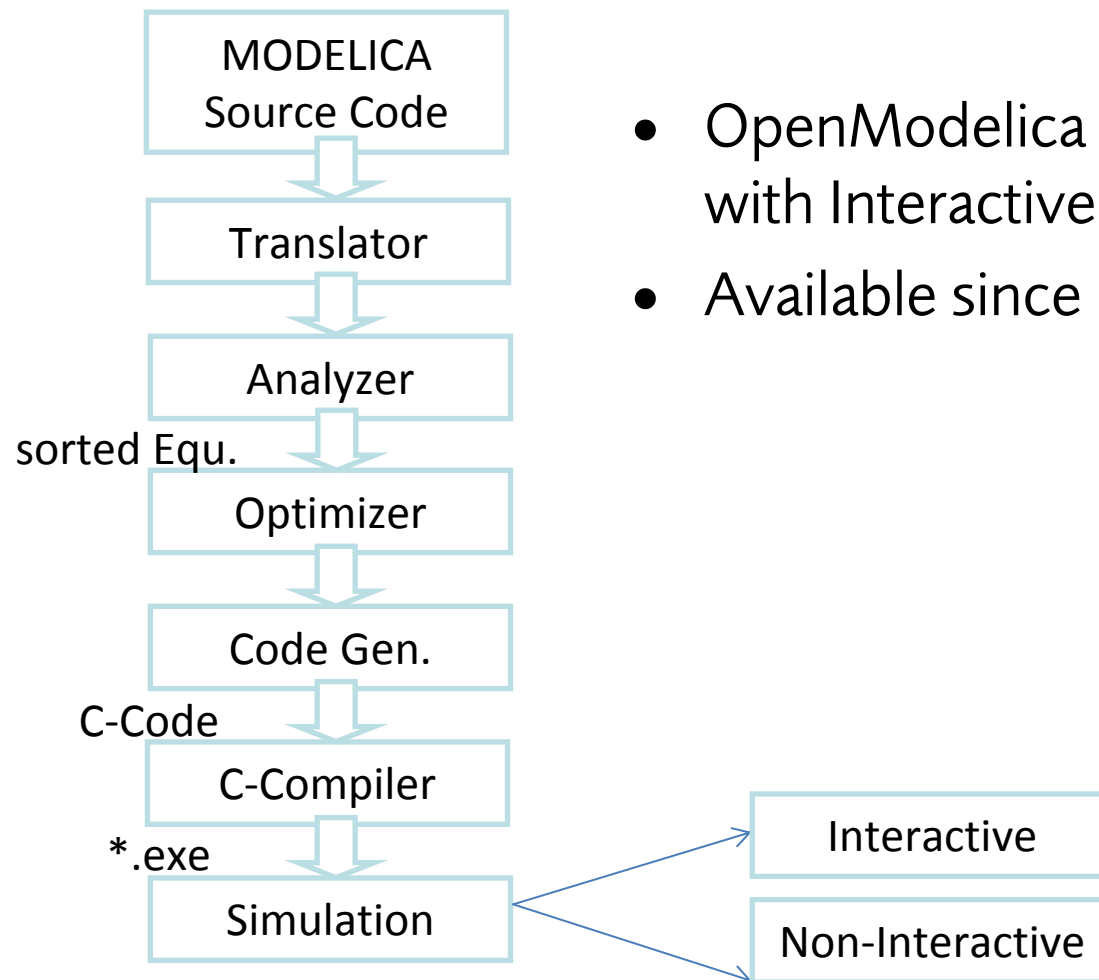 MODELICA
Source Code
Translator
Analyzer
sorted Equ.
Optimizer
Code Gen.
C-Code
C-Compiler
*.exe
Simulation
Interactive
Non-Interactive
• OpenModelica
with Interactive
• Available since